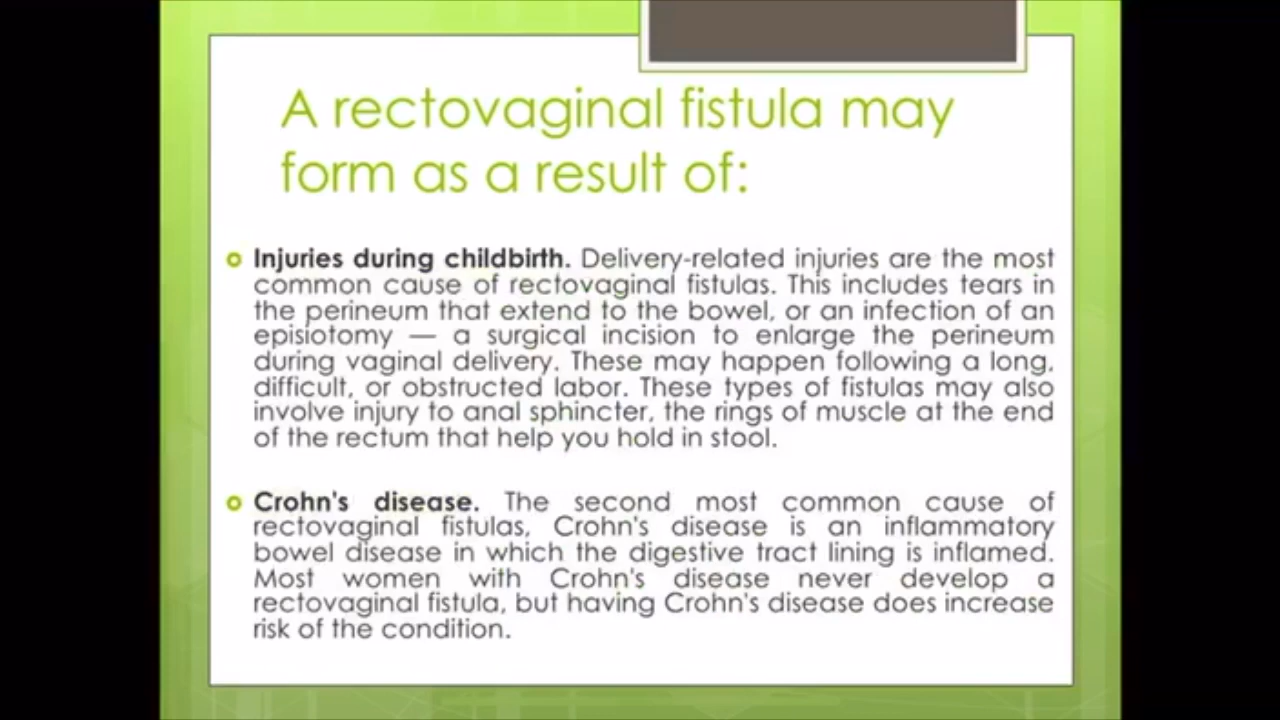 A rectovaginal fistula may
form as a result of:
Injuries during childbirth. Delivery-related injuries are the most
common cause of rectovaginal fistulas. This includes tears in
the perineum that extend to the bowel, or an infection of an
episiotomy — a surgical incision to enlarge the perineum
during vaginal delivery. These may happen following a long,
difficult, or obstructed labor. These types of fistulas may also
involve injury to anal sphincter, the rings of muscle at the end
of the rectum that help you hold in stool.
Crohn's disease. The second most common cause of
rectovaginal fistulas, Crohn's disease is an inflammatory
bowel disease in which the digestive tract lining is inflamed.
Most women with Crohn's disease never develop a
rectovaginal fistula, but having Crohn's disease does increase
risk of the condition.